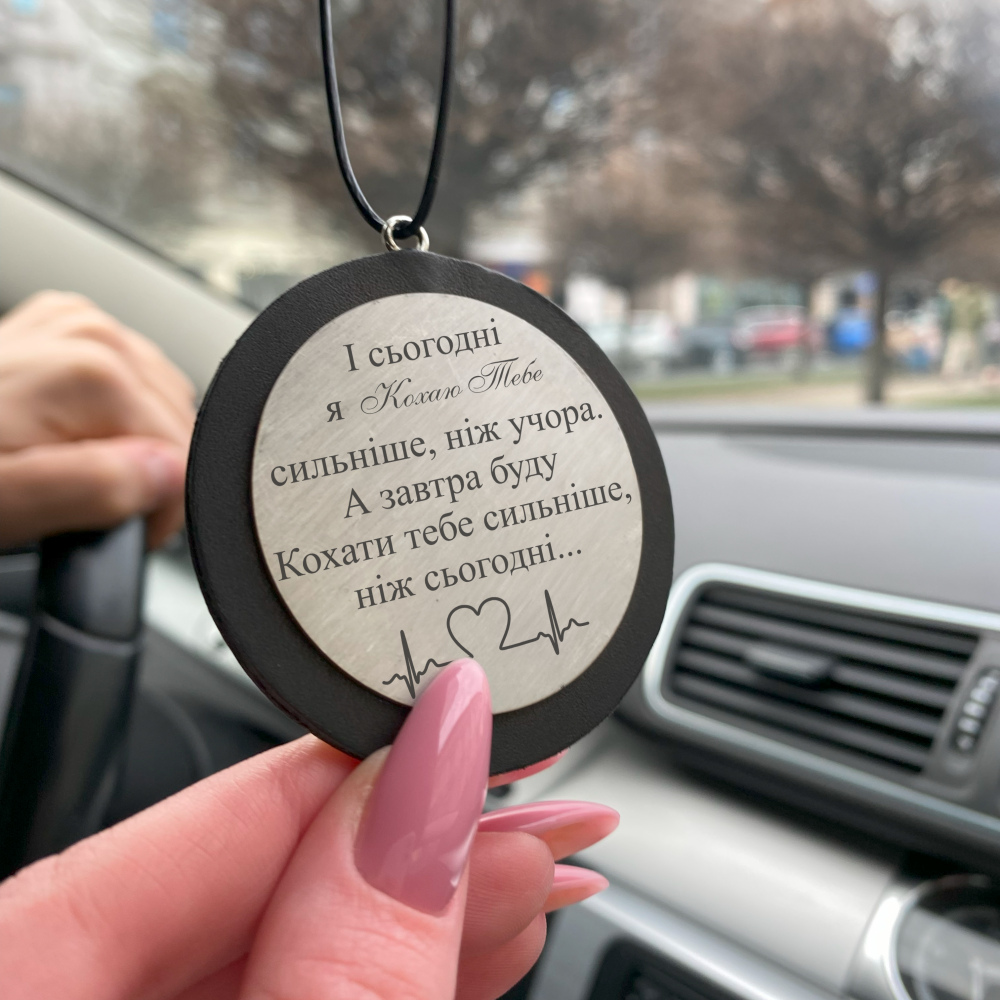 І сьогодні
я Кохаю Тебе
сильніше, ніж учора.
А завтра буду
Кохати тебе сильніше,
ніж сьогодні...